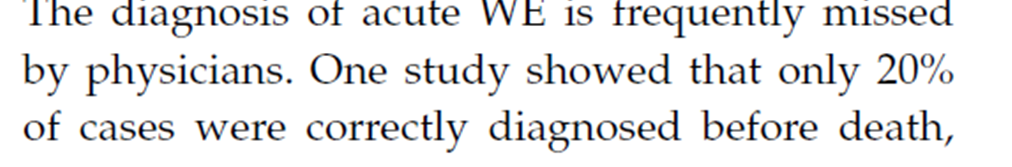 The diagnosis of acute WE is frequently missed
by physicians. One study showed that only 20%
of cases were correctly diagnosed before death,